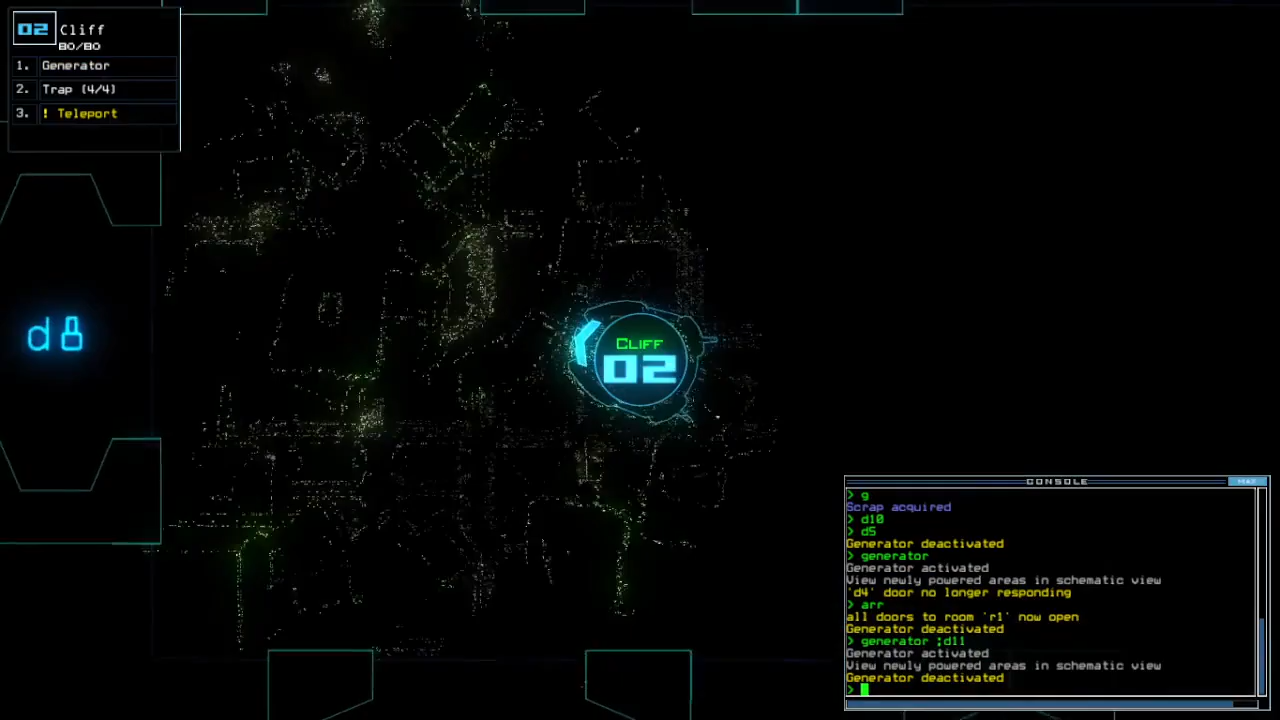 02 Cliff
80/80
1. Generator
2. Trap (4/4)
3. ! Teleport
d8
CLIFF
02
CONSOLE
MAX
> g
Scrap acquired
> d10
> d5
Generator deactivated
> generator
Generator activated
View newly powered areas in schematic view
'd4' door no longer responding
> arr
all doors to room 'r1' now open
Generator deactivated
> generator ;d11
Generator activated
View newly powered areas in schematic view
Generator deactivated
>